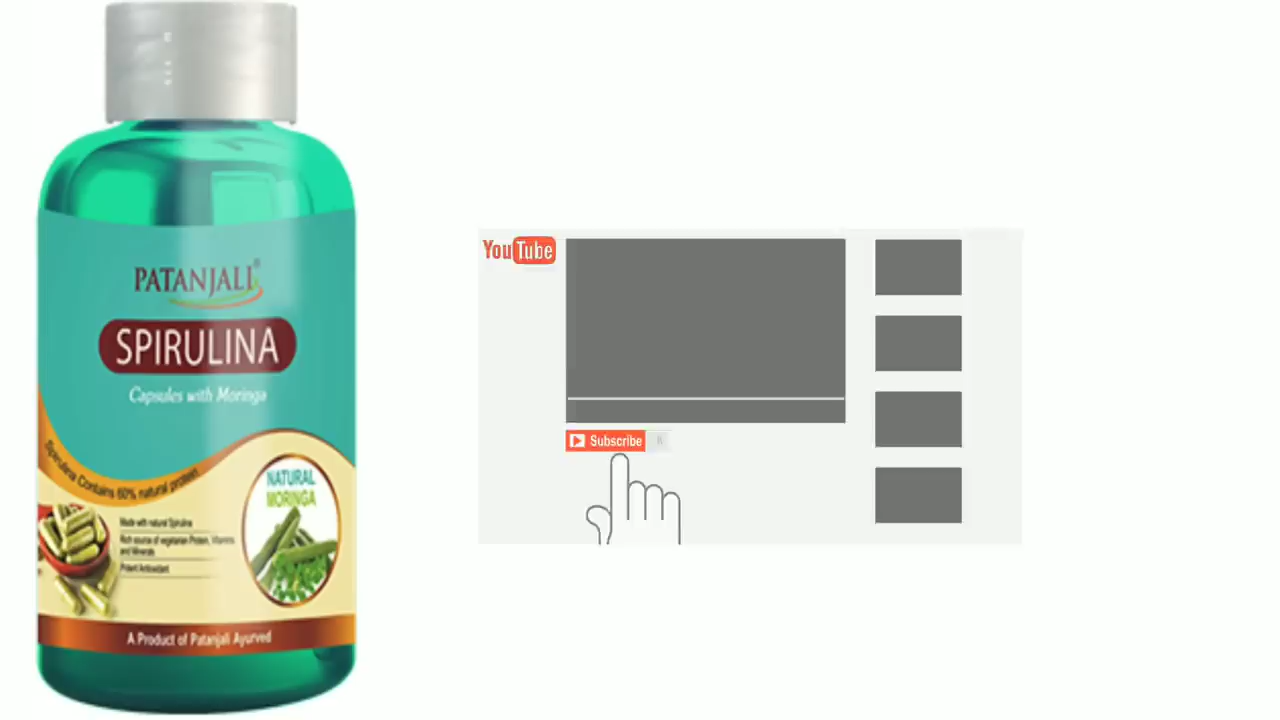 PATANJALI®
SPIRULINA
Capsules with Moringa
Spirulina Contains 60% natural protein
NATURAL
MORINGA
Made with natural Spirulina
Rich source of vegetarian Protein, Vitamins
and Minerals
Potent Antioxidant
A Product of Patanjali Ayurved
YouTube
Subscribe